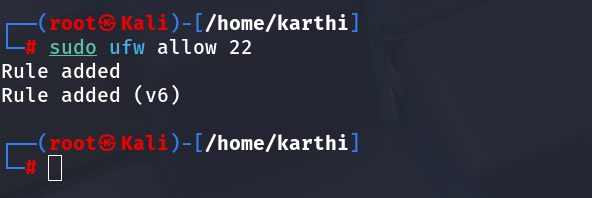 ┌──(root㉿Kali)-[/home/karthi]
└─# sudo ufw allow 22
Rule added
Rule added (v6)
┌──(root㉿Kali)-[/home/karthi]
└─#